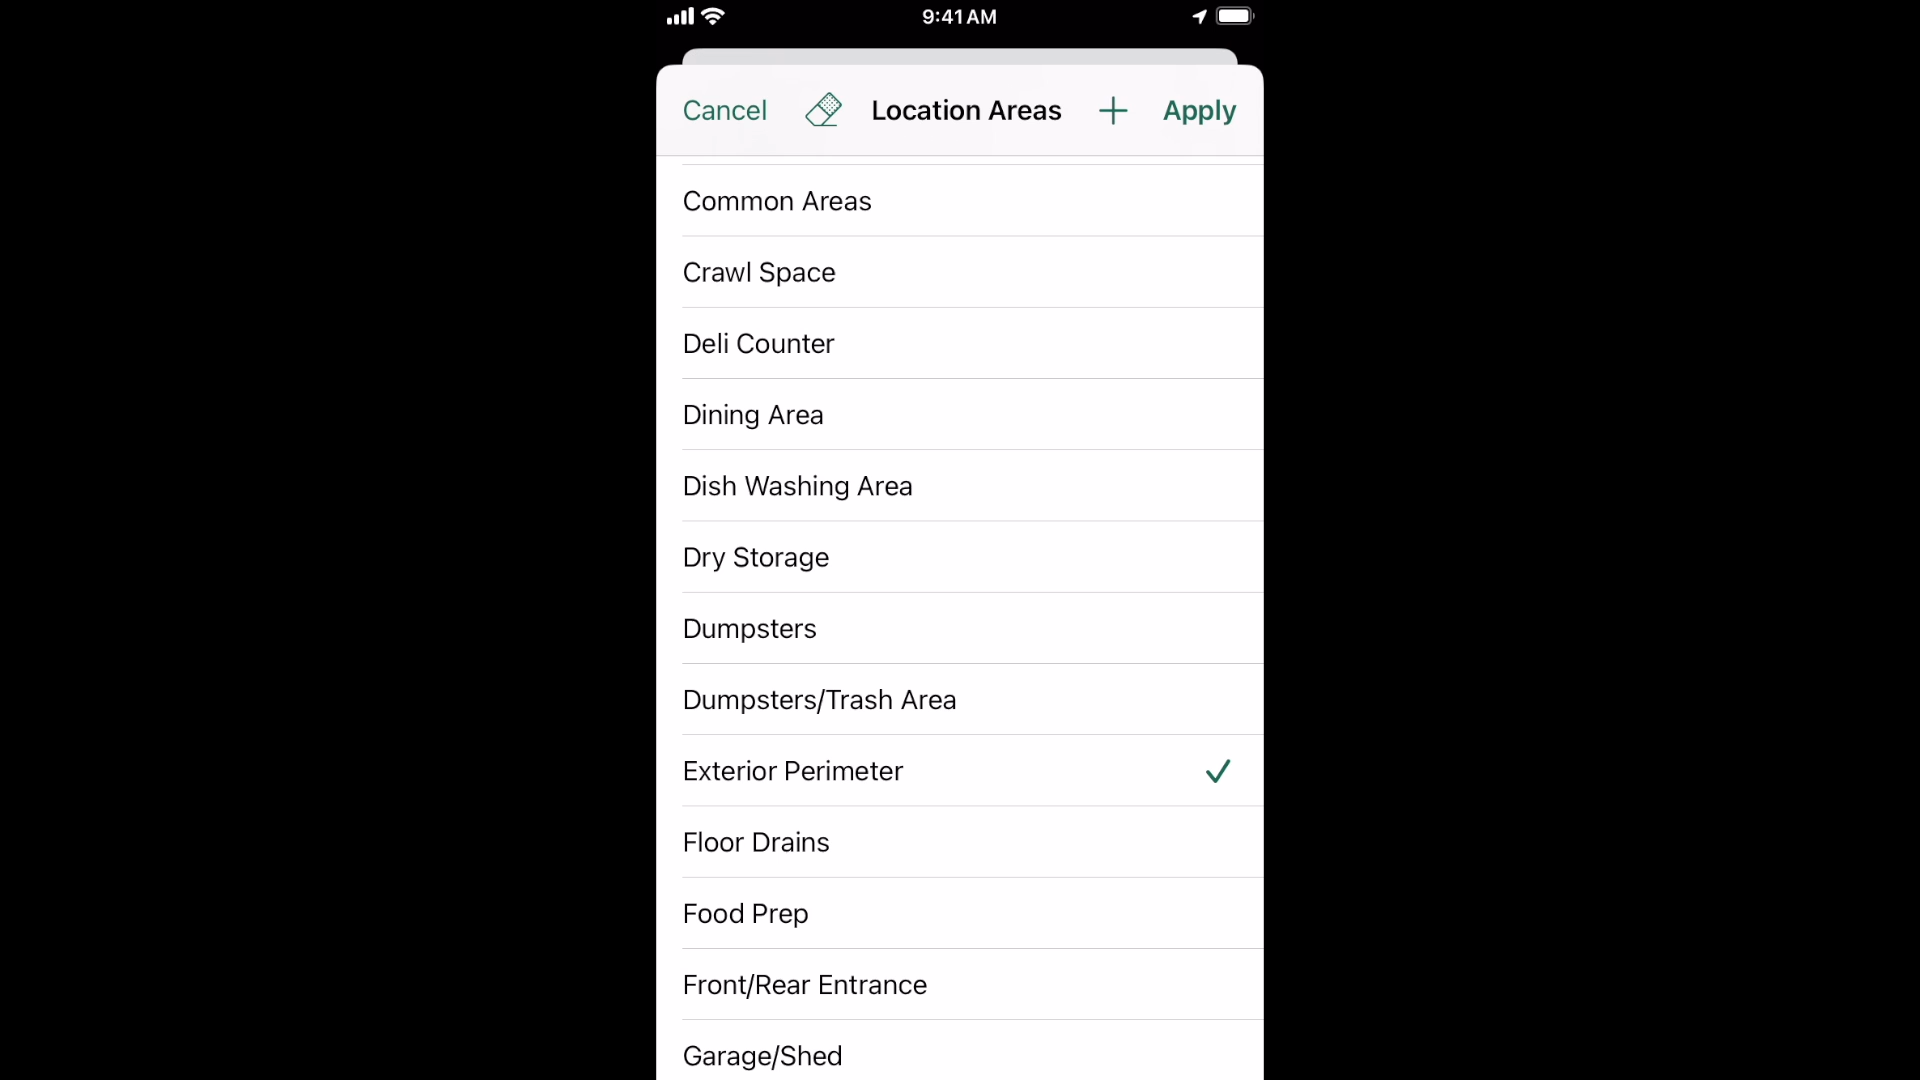 9:41 AM
Cancel
Location Areas
Apply
Common Areas
Crawl Space
Deli Counter
Dining Area
Dish Washing Area
Dry Storage
Dumpsters
Dumpsters/Trash Area
Exterior Perimeter
Floor Drains
Food Prep
Front/Rear Entrance
Garage/Shed